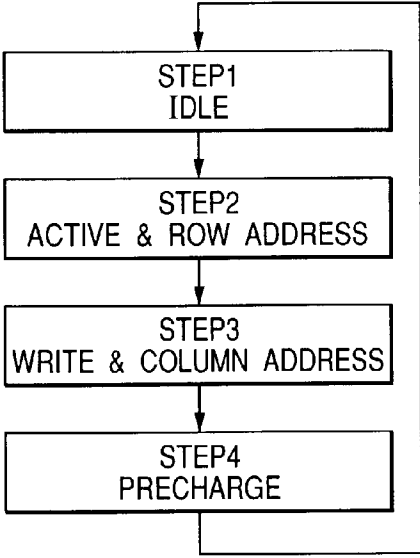 STEP1
IDLE
STEP2
ACTIVE & ROW ADDRESS
STEP3
WRITE & COLUMN ADDRESS
STEP4
PRECHARGE